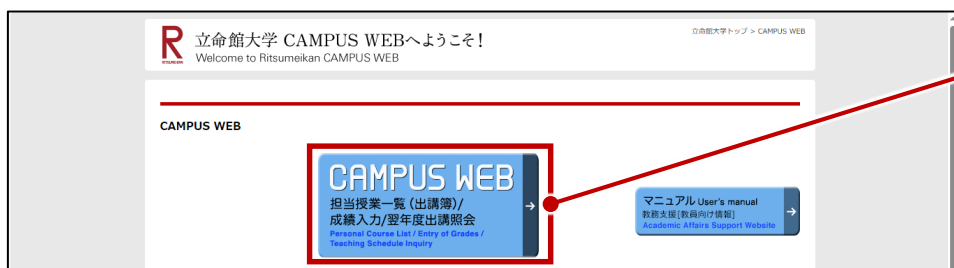 立命館大学 CAMPUS WEBへようこそ!
Welcome to Ritsumeikan CAMPUS WEB
立命館大学トップ > CAMPUS WEB
R
RITSUMEIKAN
CAMPUS WEB
CAMPUS WEB
担当授業一覧(出講簿)/
成績入力/翌年度出講照会
Personal Course List / Entry of Grades /
Teaching Schedule Inquiry
→
マニュアル User's manual
教務支援[教員向け情報]
Academic Affairs Support Website
→